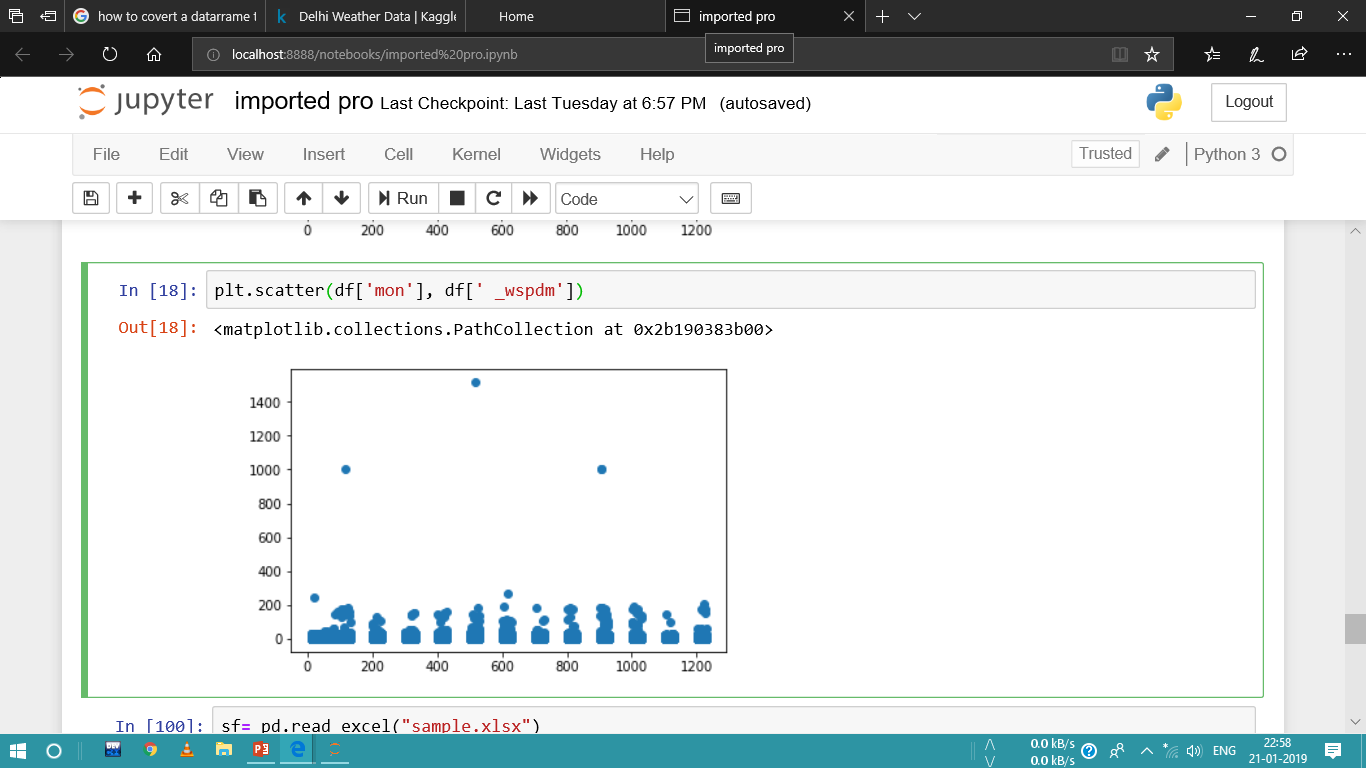 how to covert a datarrame t
k Delhi Weather Data | Kaggle
Home
imported pro
imported pro
localhost:8888/notebooks/imported%20pro.ipynb
jupyter imported pro Last Checkpoint: Last Tuesday at 6:57 PM (autosaved)
Logout
File Edit View Insert Cell Kernel Widgets Help
Trusted Python 3
Run Code
0 200 400 600 800 1000 1200
In [18]: plt.scatter(df['mon'], df[' _wspdm'])
Out[18]: <matplotlib.collections.PathCollection at 0x2b190383b00>
1400
1200
1000
800
600
400
200
0
0 200 400 600 800 1000 1200
In [100]: sf= pd.read_excel("sample.xlsx")
0.0 kB/s
0.0 kB/s
ENG
22:58
21-01-2019